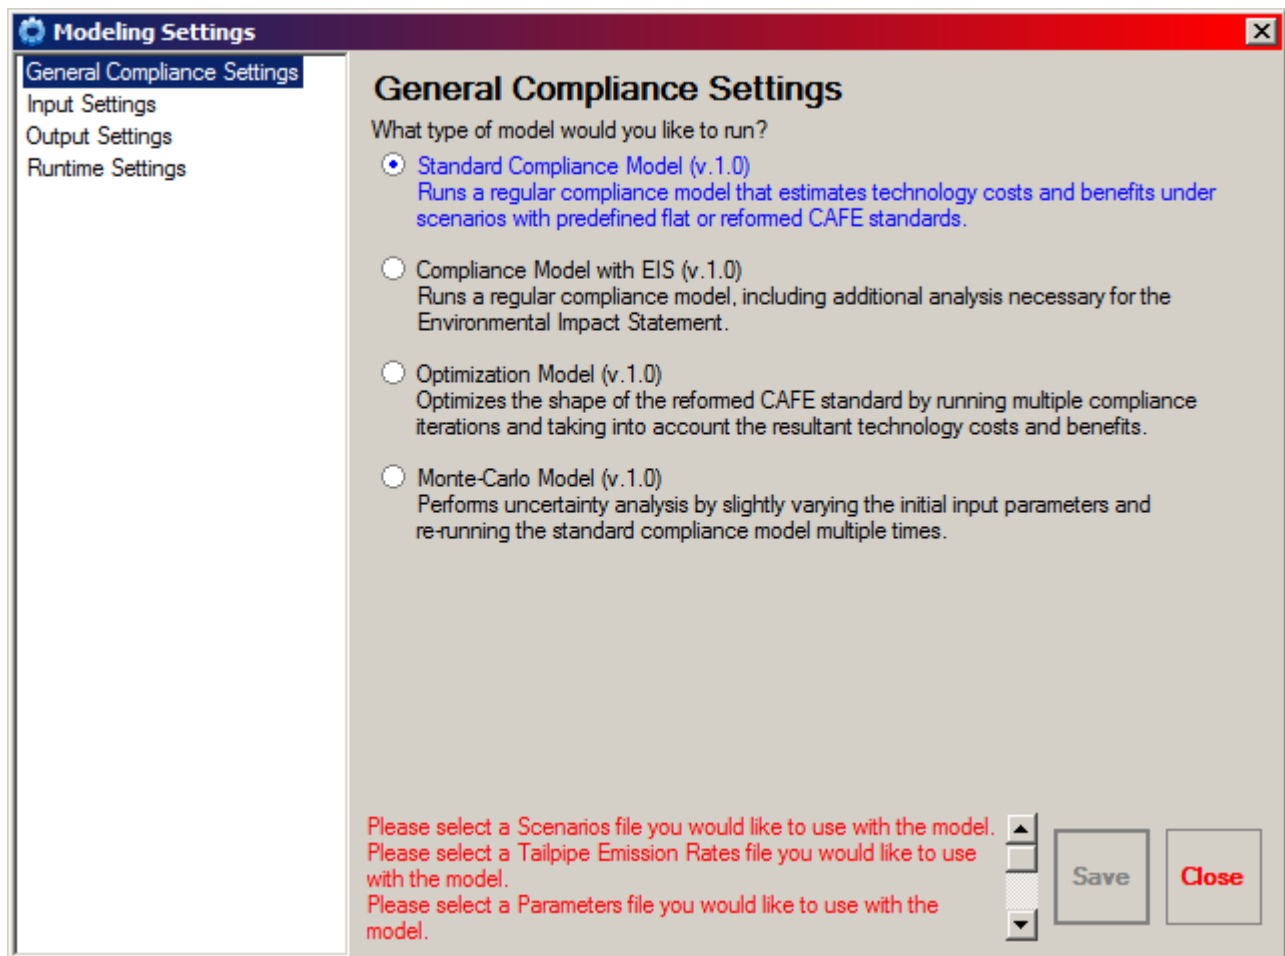 Modeling Settings
General Compliance Settings
Input Settings
Output Settings
Runtime Settings
General Compliance Settings
What type of model would you like to run?
Standard Compliance Model (v.1.0)
Runs a regular compliance model that estimates technology costs and benefits under
scenarios with predefined flat or reformed CAFE standards.
Compliance Model with EIS (v.1.0)
Runs a regular compliance model, including additional analysis necessary for the
Environmental Impact Statement.
Optimization Model (v.1.0)
Optimizes the shape of the reformed CAFE standard by running multiple compliance
iterations and taking into account the resultant technology costs and benefits.
Monte-Carlo Model (v.1.0)
Performs uncertainty analysis by slightly varying the initial input parameters and
re-running the standard compliance model multiple times.
Please select a Scenarios file you would like to use with the model.
Please select a Tailpipe Emission Rates file you would like to use
with the model.
Please select a Parameters file you would like to use with the
model.
Save
Close